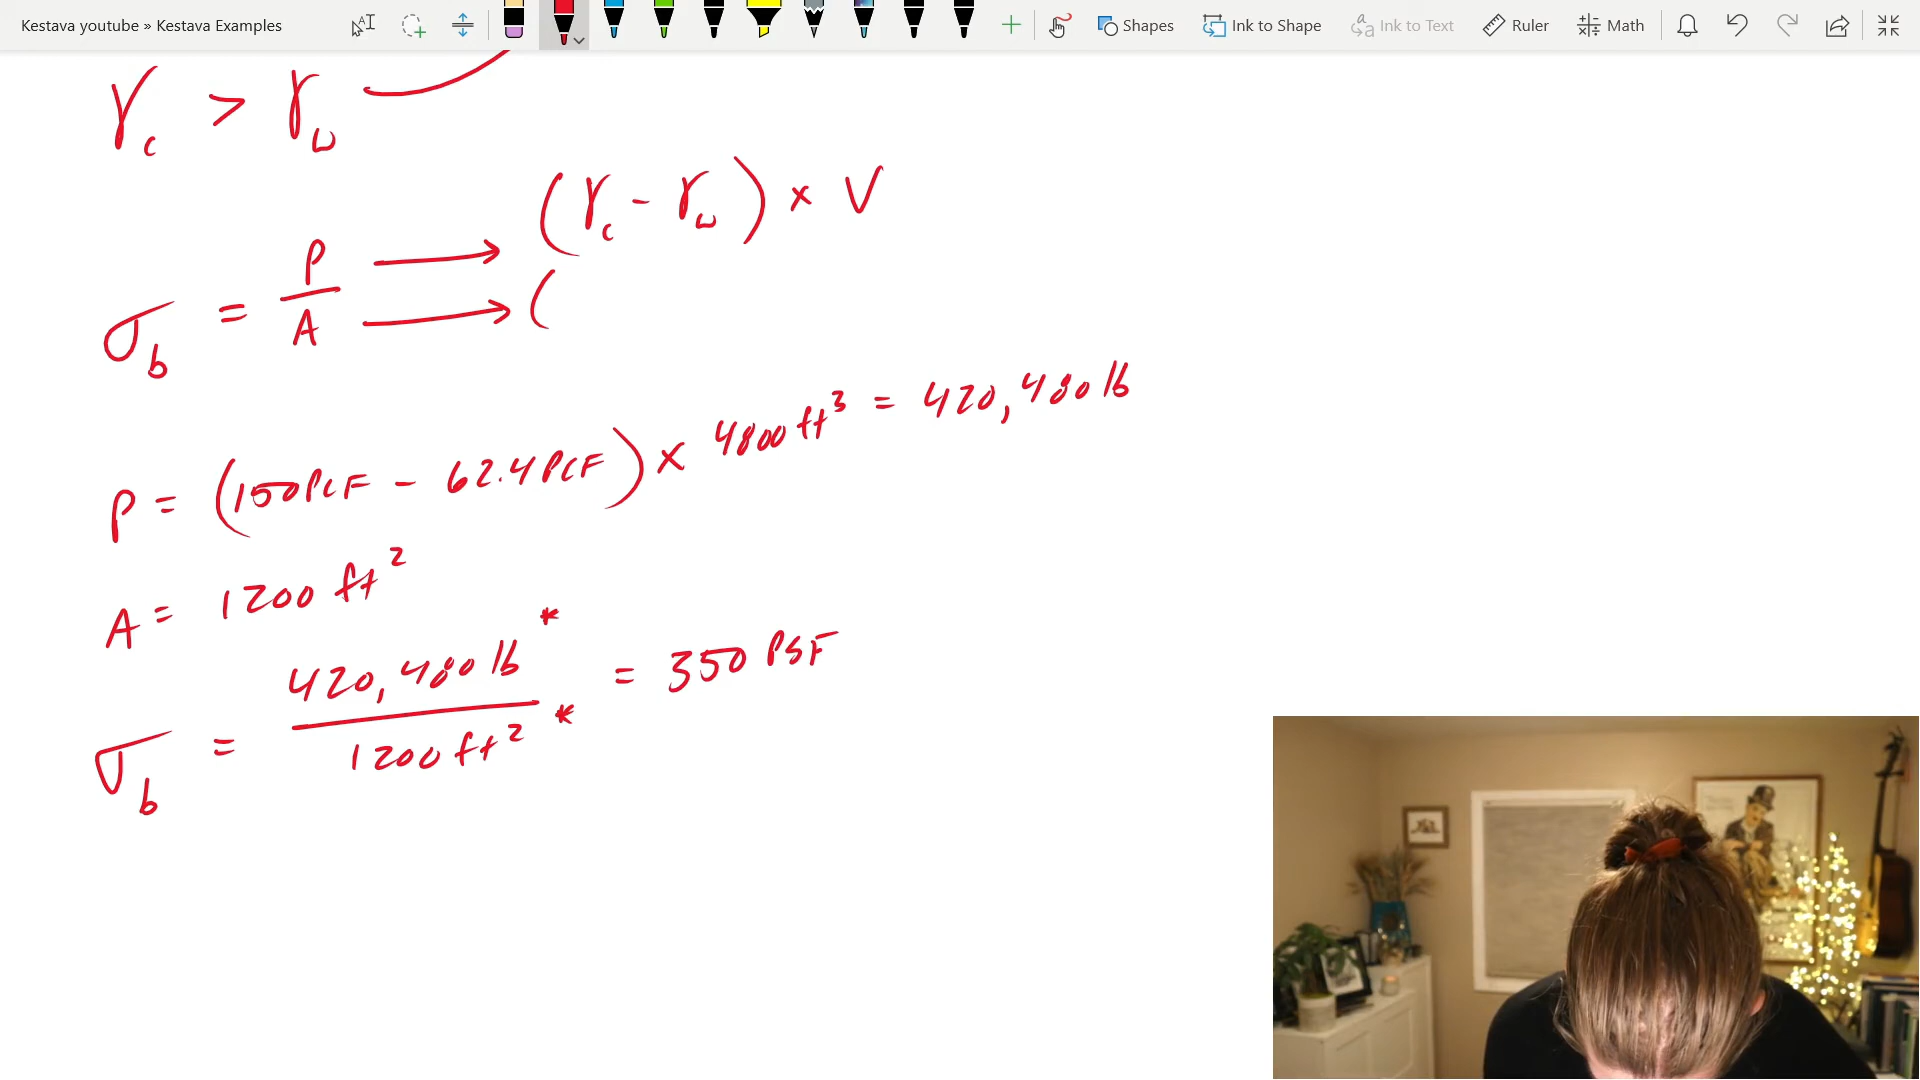 Kestava youtube » Kestava Examples
Shapes
Ink to Shape
Ink to Text
Ruler
Math
γc > γw
(γc - γw) × V
σb = P/A → (
P = (150PCF - 62.4PCF) × 4800 ft³ = 420,480 lb
A = 1200 ft²
σb = 420,480 lb* / 1200 ft²* = 350 PSF